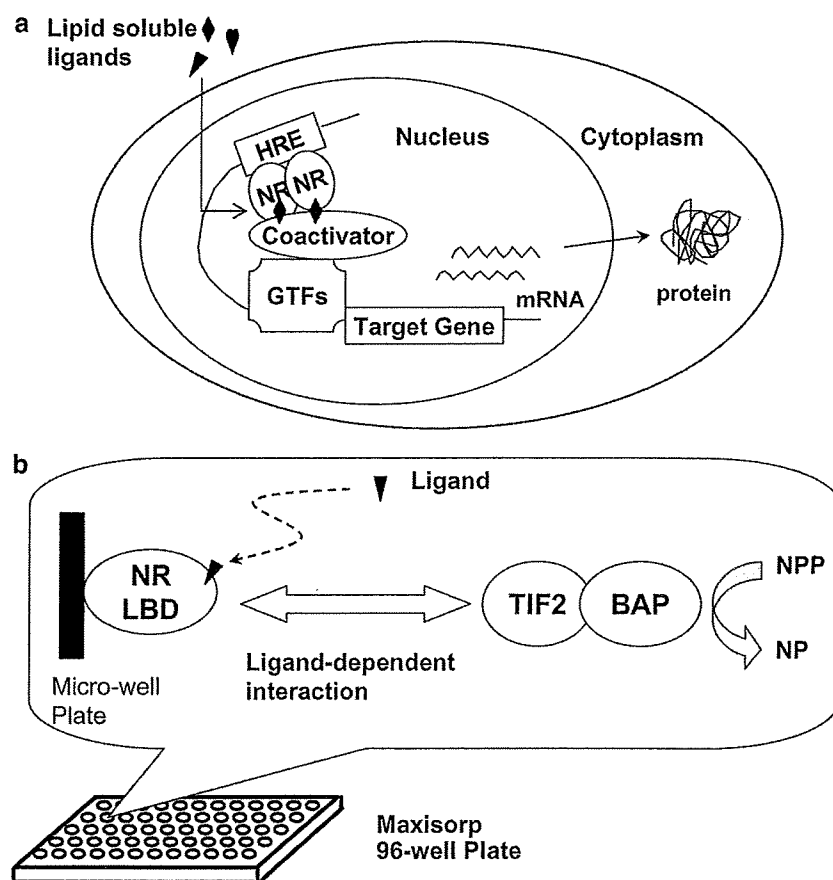 a
Lipid soluble
ligands
HRE
Nucleus
Cytoplasm
NR
NR
Coactivator
GTFs
mRNA
protein
Target Gene
b
Ligand
NR
LBD
TIF2
BAP
NPP
NP
Ligand-dependent
interaction
Micro-well
Plate
Maxisorp
96-well Plate